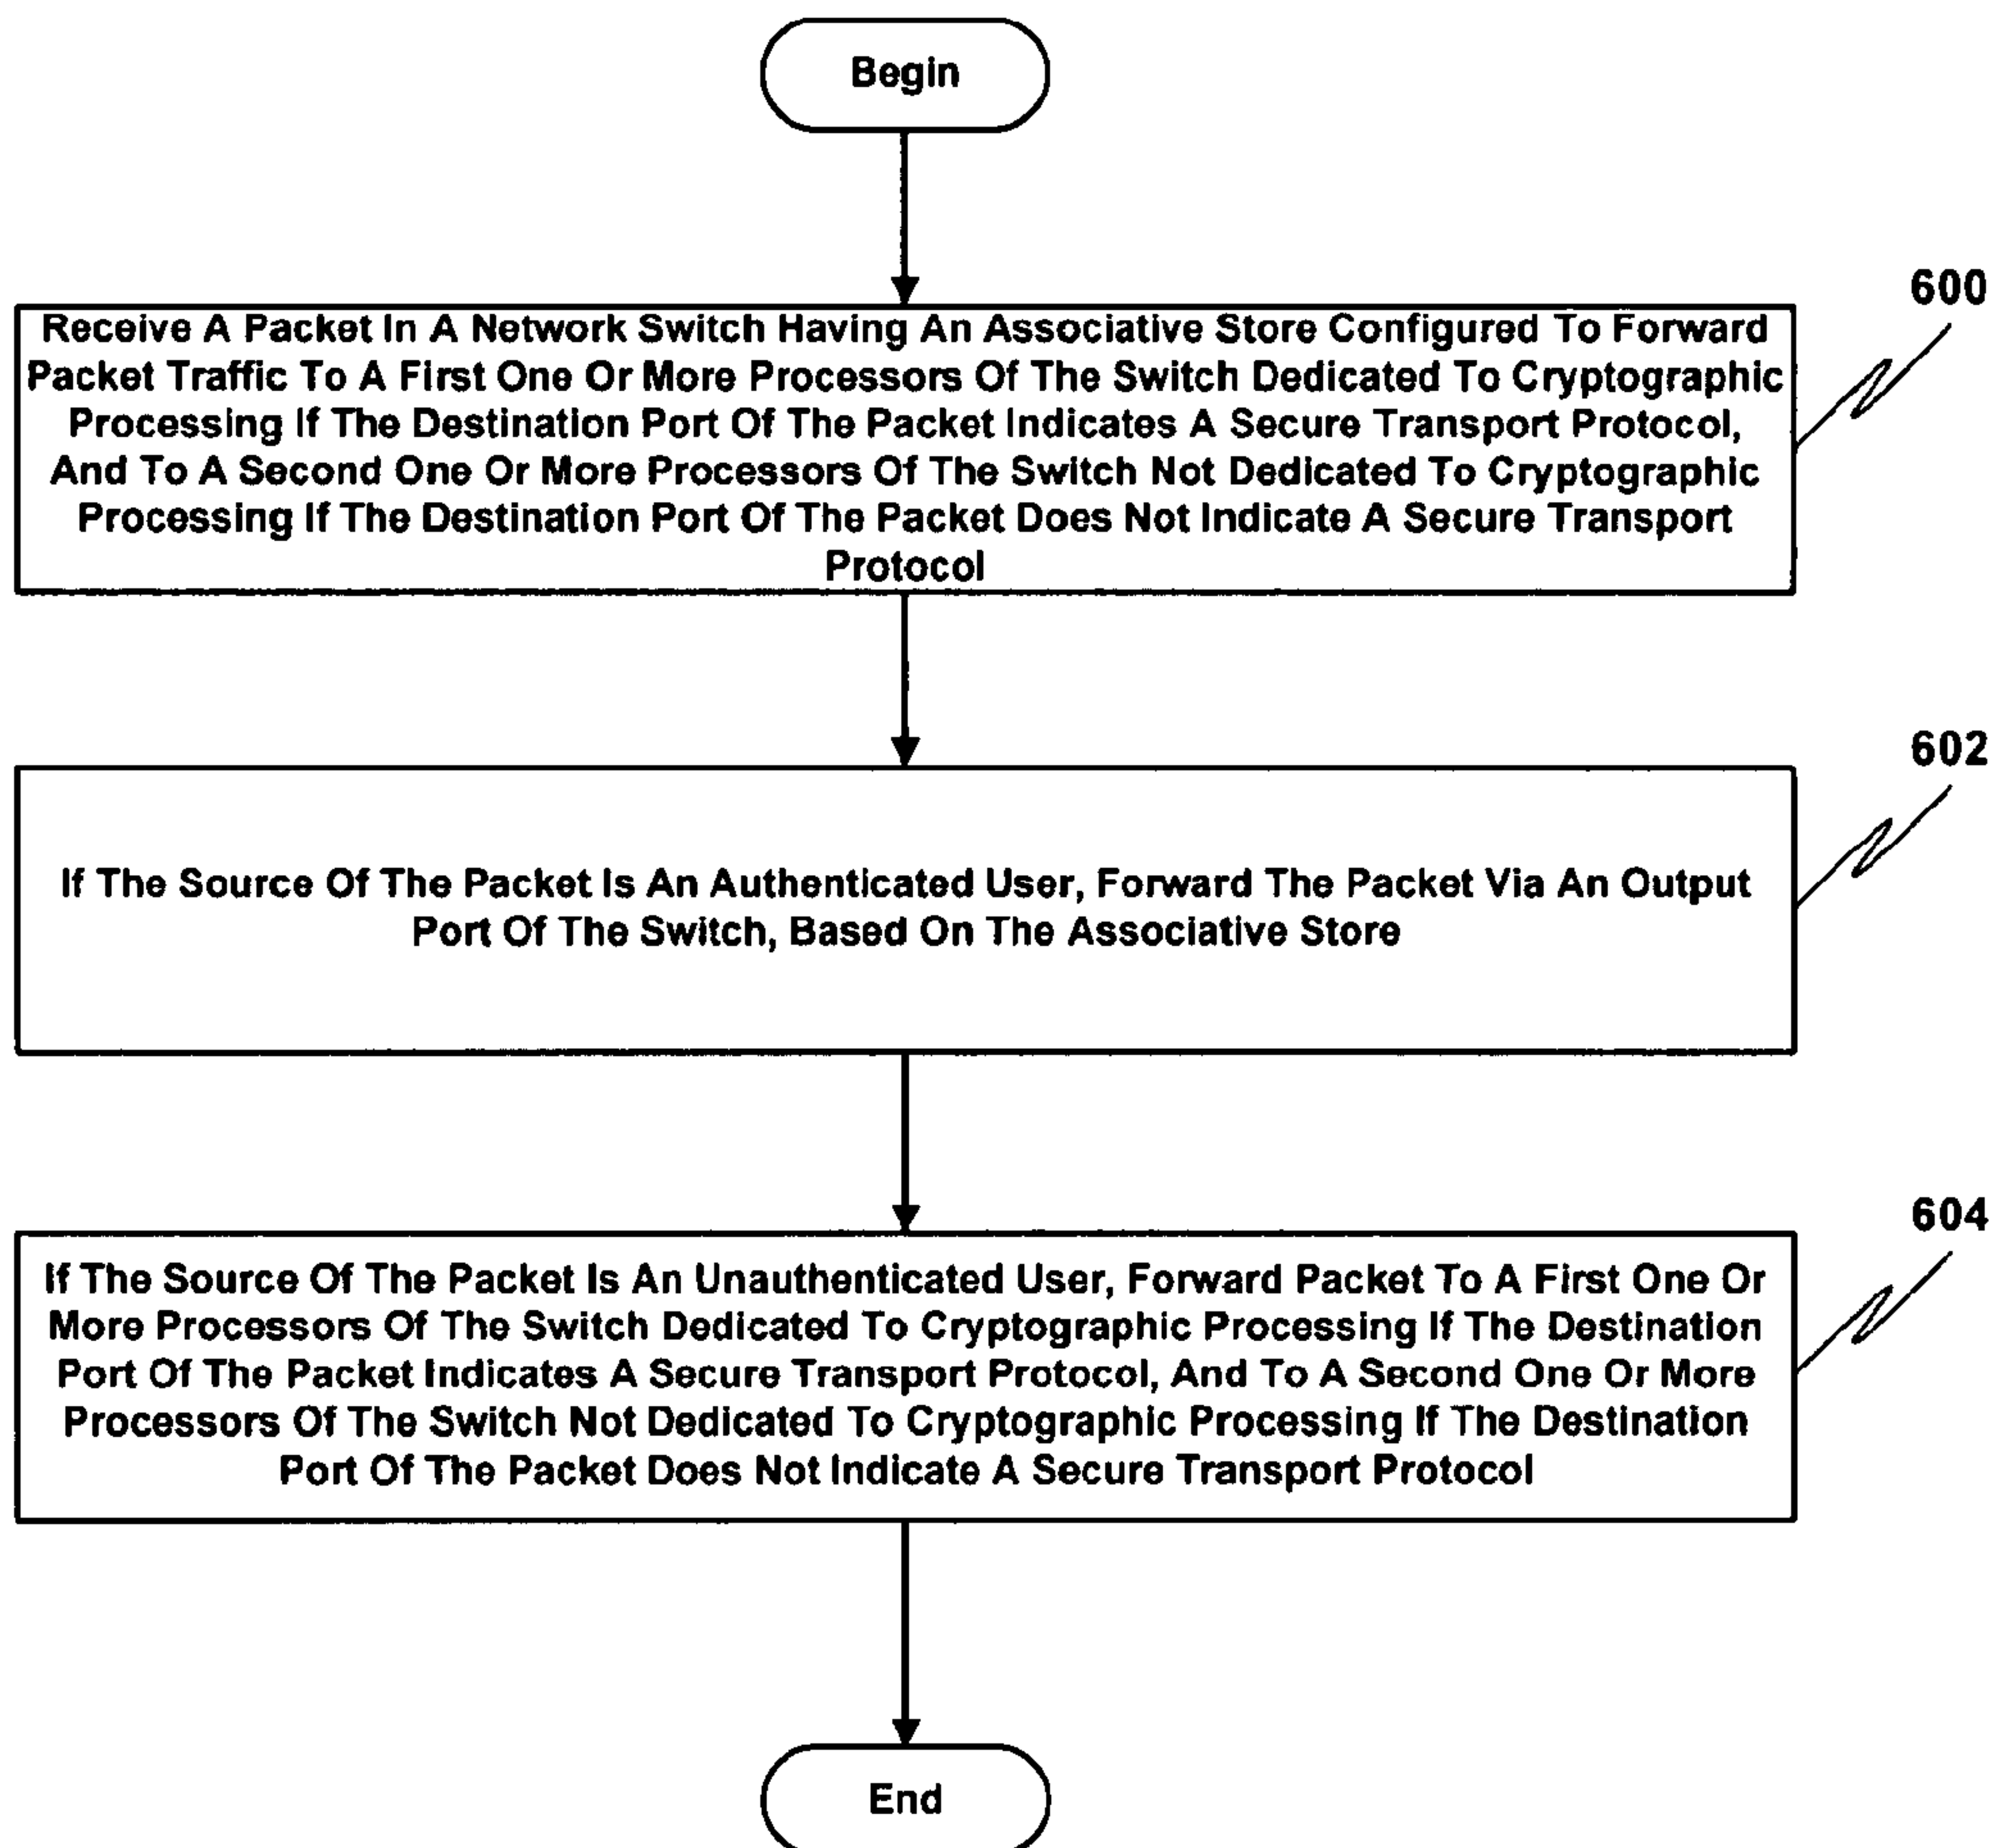 Begin
600
Receive A Packet In A Network Switch Having An Associative Store Configured To Forward
Packet Traffic To A First One Or More Processors Of The Switch Dedicated To Cryptographic
Processing If The Destination Port Of The Packet Indicates A Secure Transport Protocol,
And To A Second One Or More Processors Of The Switch Not Dedicated To Cryptographic
Processing If The Destination Port Of The Packet Does Not Indicate A Secure Transport
Protocol
602
If The Source Of The Packet Is An Authenticated User, Forward The Packet Via An Output
Port Of The Switch, Based On The Associative Store
604
If The Source Of The Packet Is An Unauthenticated User, Forward Packet To A First One Or
More Processors Of The Switch Dedicated To Cryptographic Processing If The Destination
Port Of The Packet Indicates A Secure Transport Protocol, And To A Second One Or More
Processors Of The Switch Not Dedicated To Cryptographic Processing If The Destination
Port Of The Packet Does Not Indicate A Secure Transport Protocol
End